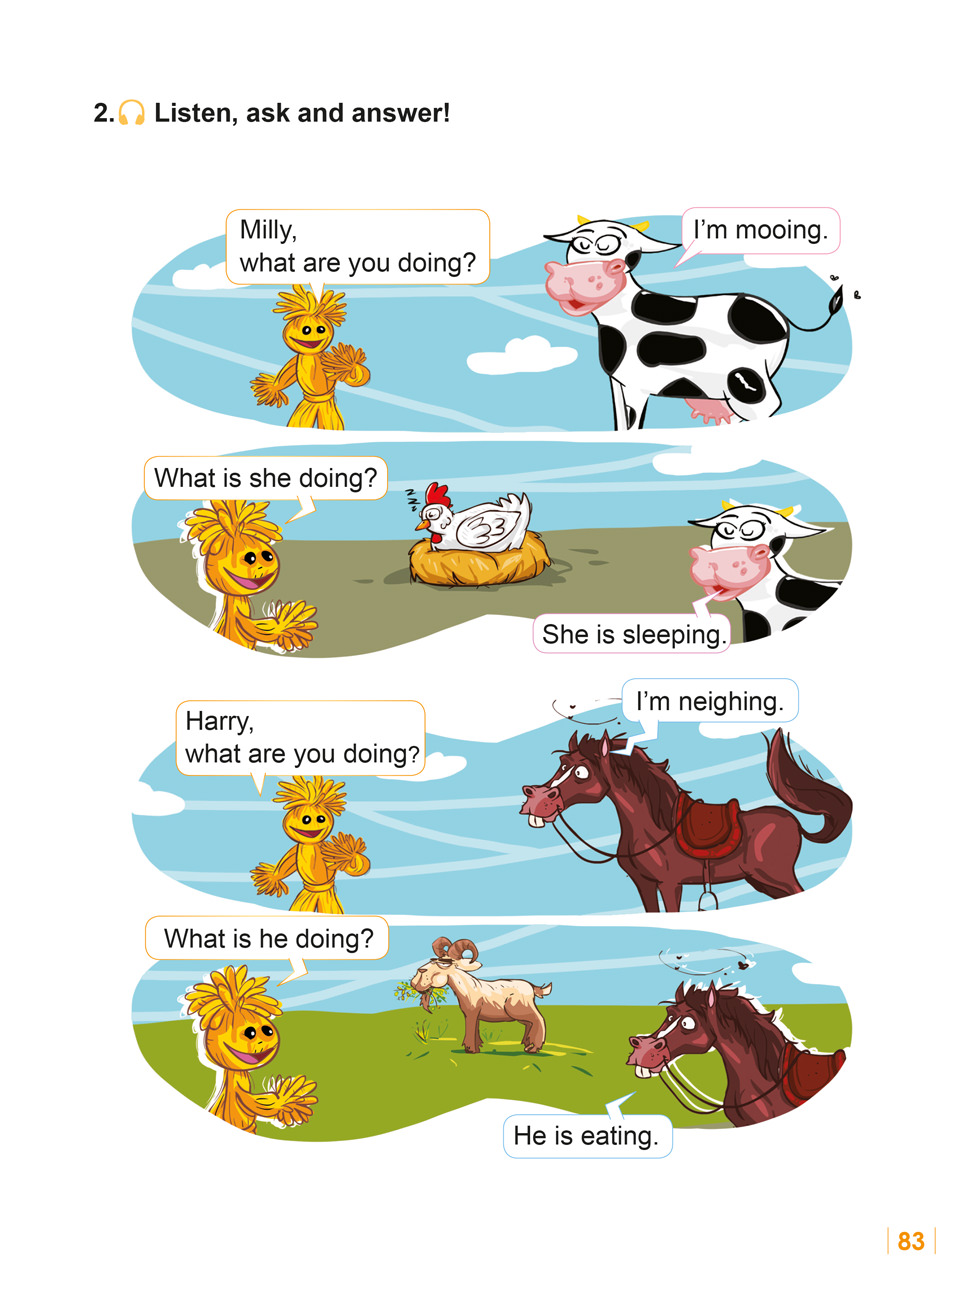 2. Listen, ask and answer!
Milly,
what are you doing?
I'm mooing.
What is she doing?
She is sleeping.
Harry,
what are you doing?
I'm neighing.
What is he doing?
He is eating.
83